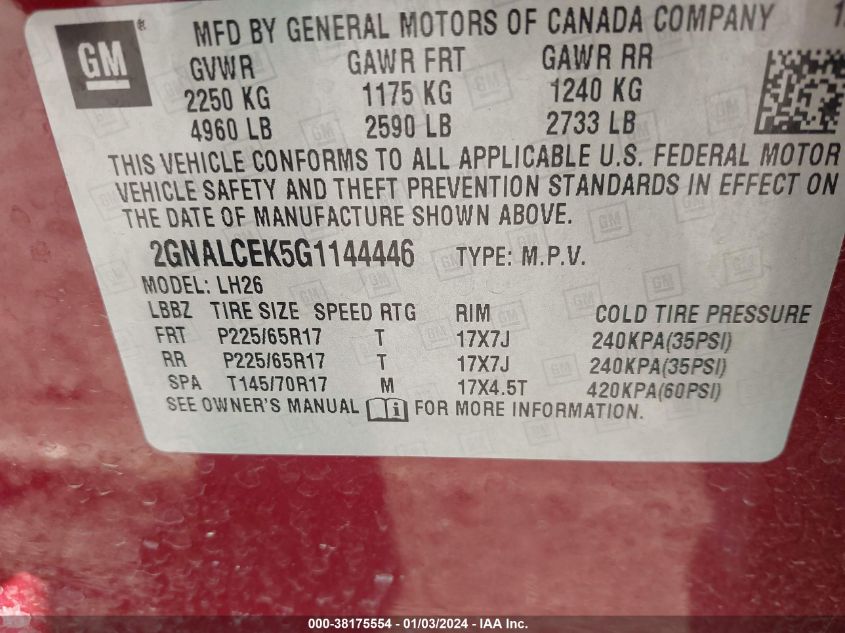 GM ®
MFD BY GENERAL MOTORS OF CANADA COMPANY
GVWR GAWR FRT GAWR RR
2250 KG 1175 KG 1240 KG
4960 LB 2590 LB 2733 LB
THIS VEHICLE CONFORMS TO ALL APPLICABLE U.S. FEDERAL MOTOR
VEHICLE SAFETY AND THEFT PREVENTION STANDARDS IN EFFECT ON
THE DATE OF MANUFACTURE SHOWN ABOVE.
2GNALCEK5G1144446 TYPE: M.P.V.
MODEL: LH26
LBBZ TIRE SIZE SPEED RTG RIM COLD TIRE PRESSURE
FRT P225/65R17 T 17X7J 240KPA(35PSI)
RR P225/65R17 T 17X7J 240KPA(35PSI)
SPA T145/70R17 M 17X4.5T 420KPA(60PSI)
SEE OWNER'S MANUAL i FOR MORE INFORMATION.
000-38175554 - 01/03/2024 - IAA Inc.